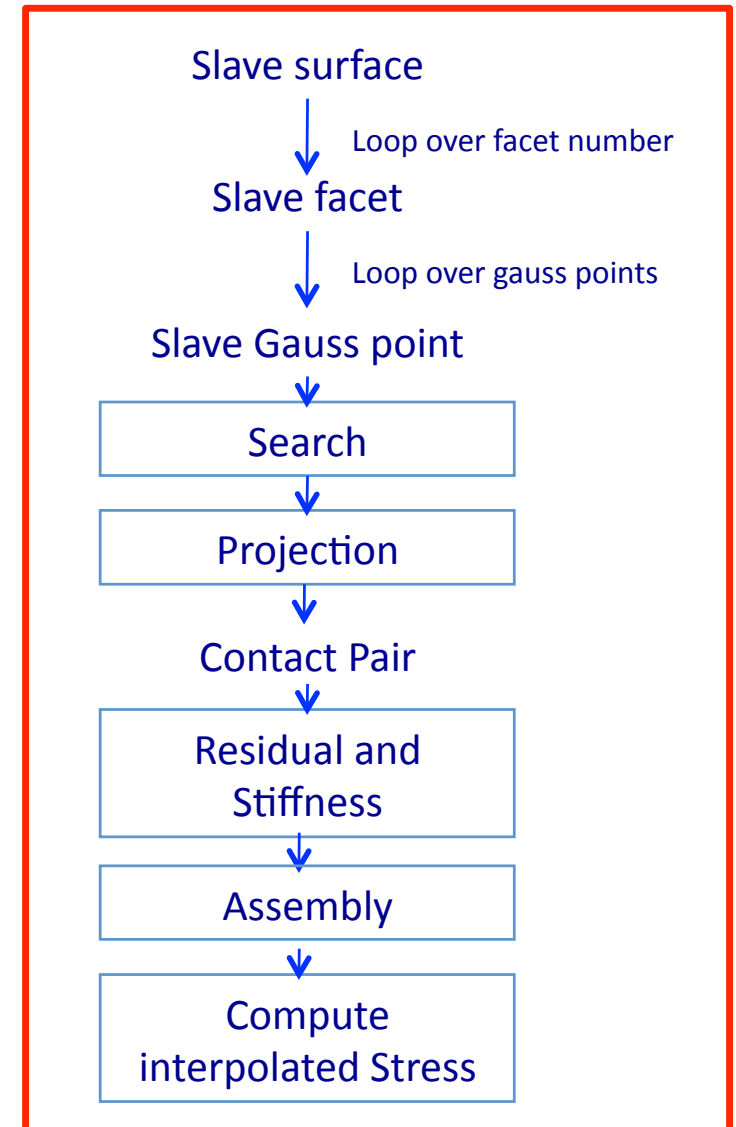 Slave surface
Loop over facet number
Slave facet
Loop over gauss points
Slave Gauss point
Search
Projection
Contact Pair
Residual and
Stiffness
Assembly
Compute
interpolated Stress